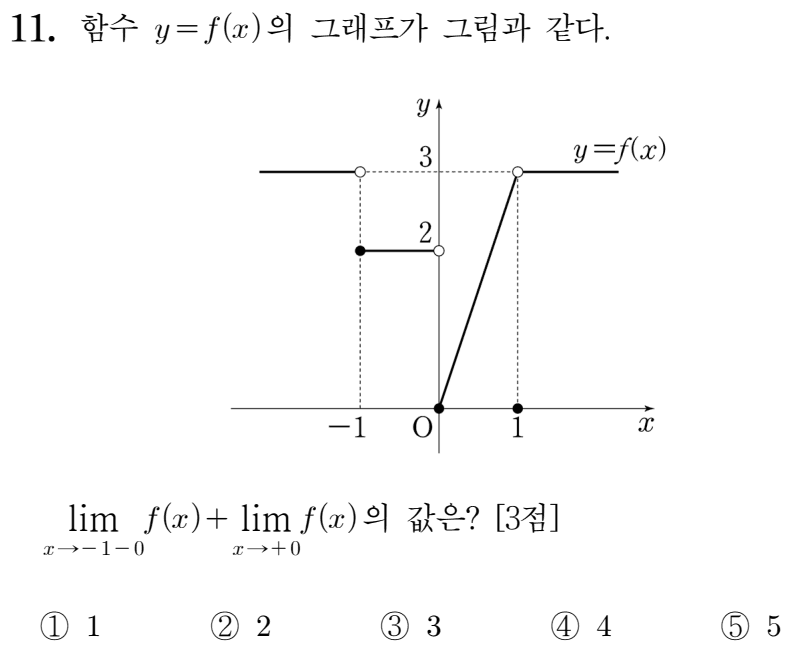 11. 함수 y=f(x)의 그래프가 그림과 같다.
y
3
y=f(x)
2
-1
O
1
x
lim f(x)+ lim f(x)의 값은? [3점]
x→-1-0 x→+0
① 1 ② 2 ③ 3 ④ 4 ⑤ 5